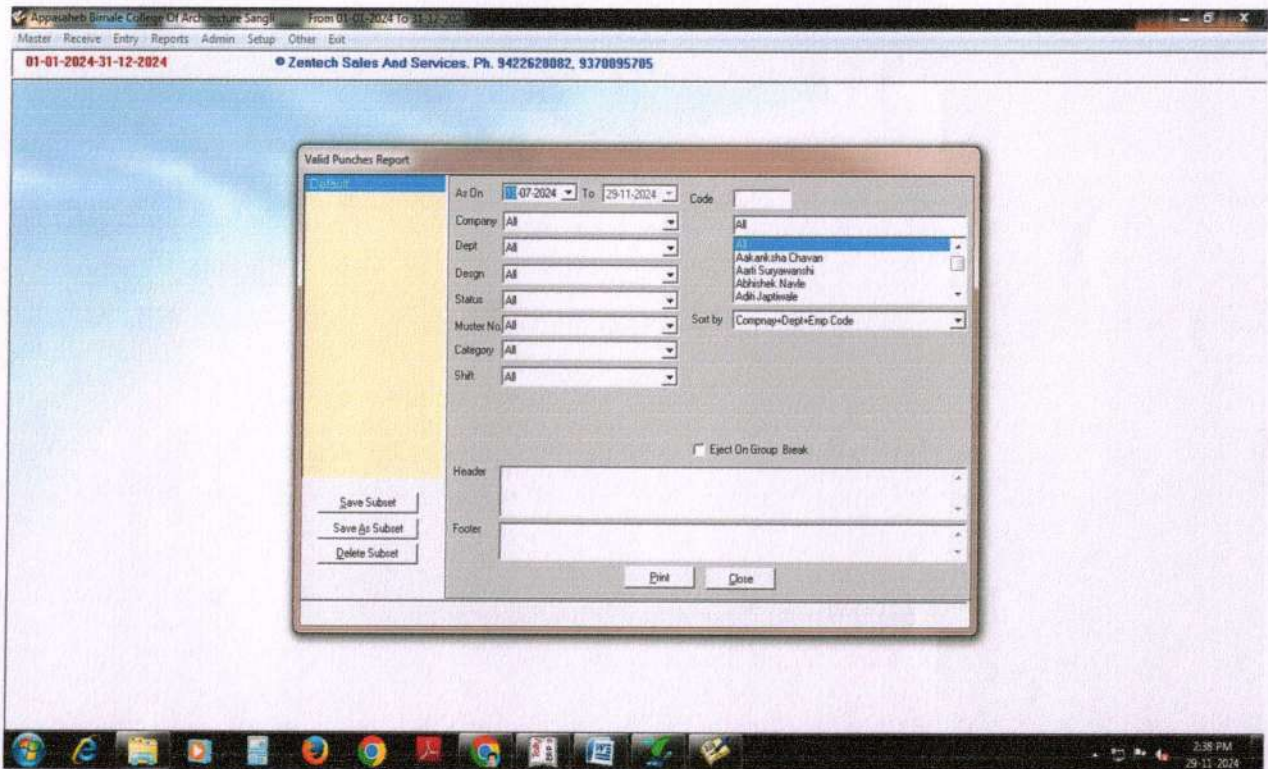 Appasaheb Birnale College Of Architecture Sangli From 01-01-2024 To 31-12-2024
Master Receive Entry Reports Admin Setup Other Exit
01-01-2024-31-12-2024 © Zentech Sales And Services. Ph. 9422628082, 9370095705
Valid Punches Report
Default
As On -07-2024 To 29-11-2024 Code
Company All All
Dept All All
Aakanksha Chavan
Desgn All Aarti Suryawanshi
Abhishek Navle
Status All Aditi Japtiwale
Muster No. All Sort by Compnay+Dept+Emp Code
Category All
Shift All
Eject On Group Break
Header
Save Subset
Save As Subset Footer
Delete Subset
Print Close
2:38 PM
29-11-2024